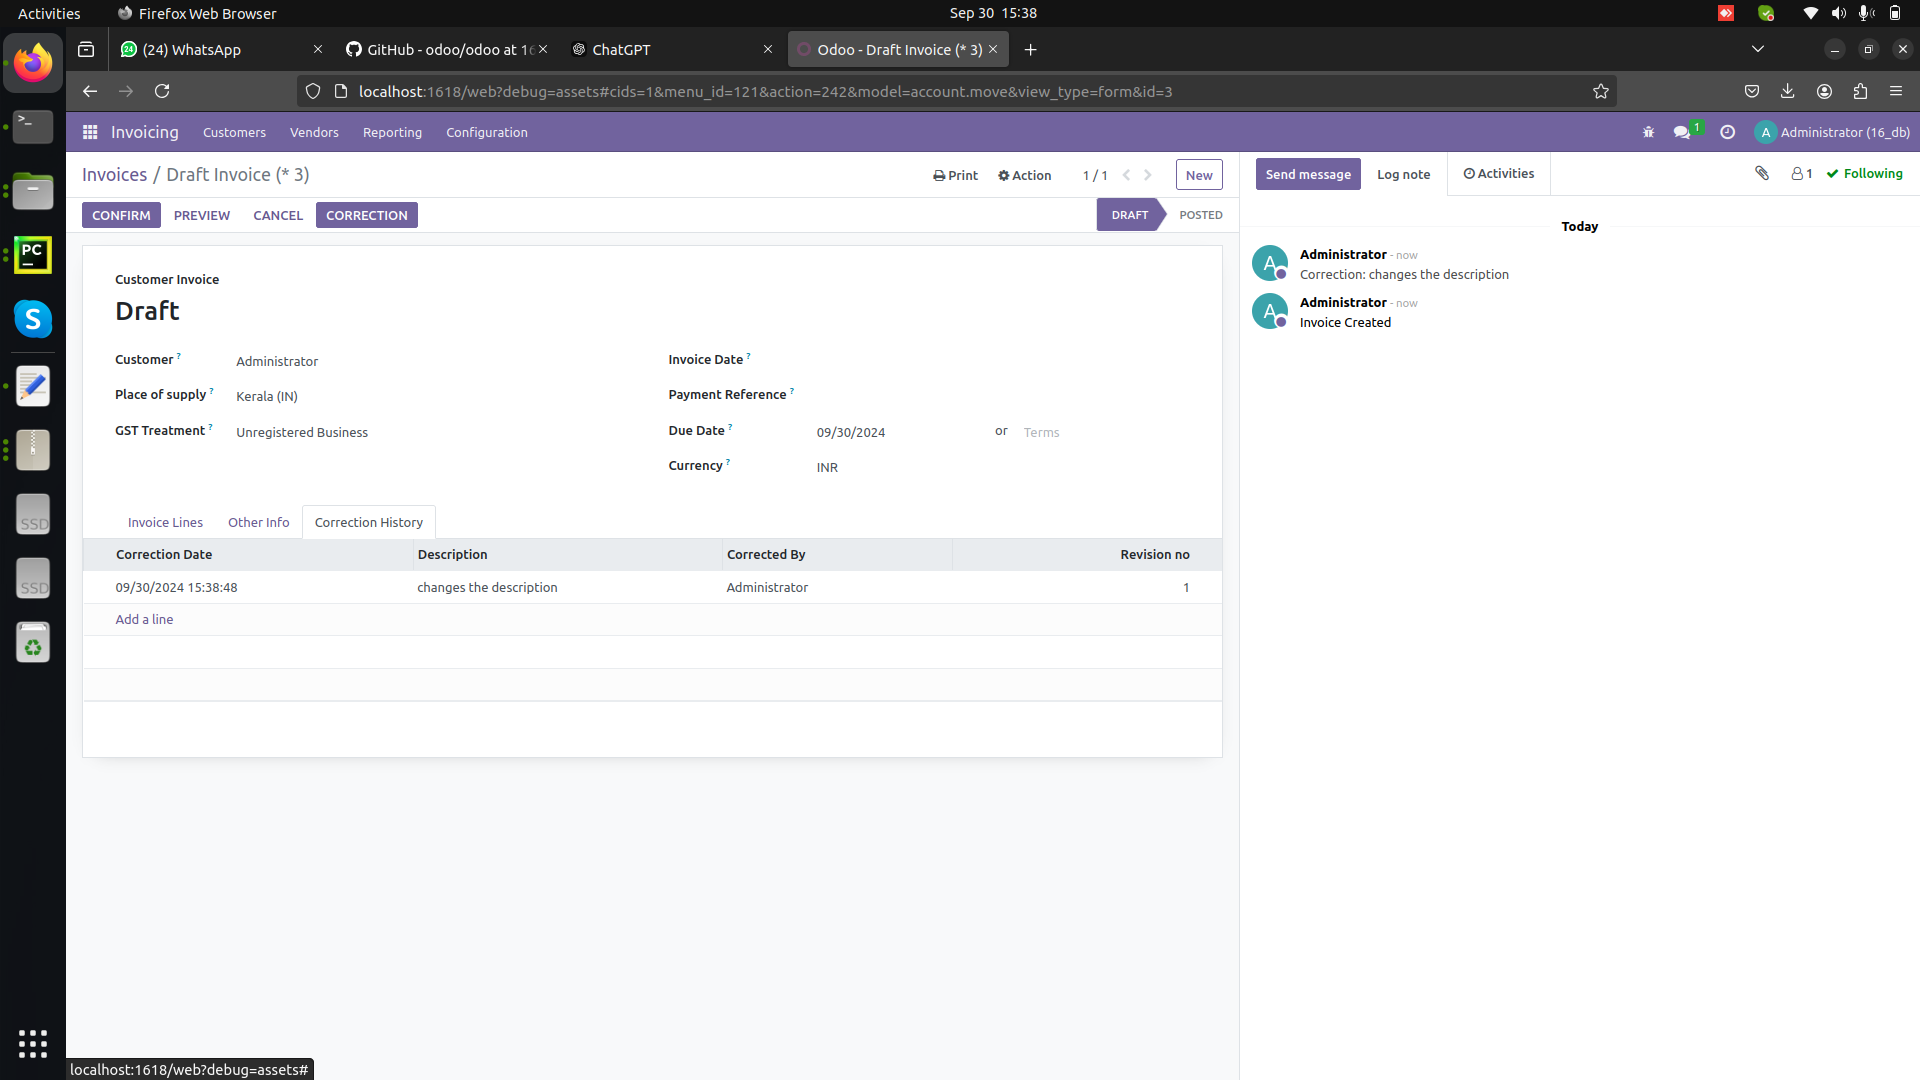 Activities
Firefox Web Browser
Sep 30 15:38
(24) WhatsApp
GitHub - odoo/odoo at 16
ChatGPT
Odoo - Draft Invoice (* 3)
localhost:1618/web?debug=assets#cids=1&menu_id=121&action=242&model=account.move&view_type=form&id=3
Invoicing
Customers
Vendors
Reporting
Configuration
1
A
Administrator (16_db)
Invoices / Draft Invoice (* 3)
Print
Action
1 / 1
New
Send message
Log note
Activities
1
Following
CONFIRM
PREVIEW
CANCEL
CORRECTION
DRAFT
POSTED
Today
Administrator - now
Correction: changes the description
Administrator - now
Invoice Created
A
A
Customer Invoice
Draft
Customer ?
Administrator
Place of supply ?
Kerala (IN)
GST Treatment ?
Unregistered Business
Invoice Date ?
Payment Reference ?
Due Date ?
09/30/2024
or
Terms
Currency ?
INR
Invoice Lines
Other Info
Correction History
Correction Date
Description
Corrected By
Revision no
09/30/2024 15:38:48
changes the description
Administrator
1
Add a line
PC
S
SSD
SSD
localhost:1618/web?debug=assets#